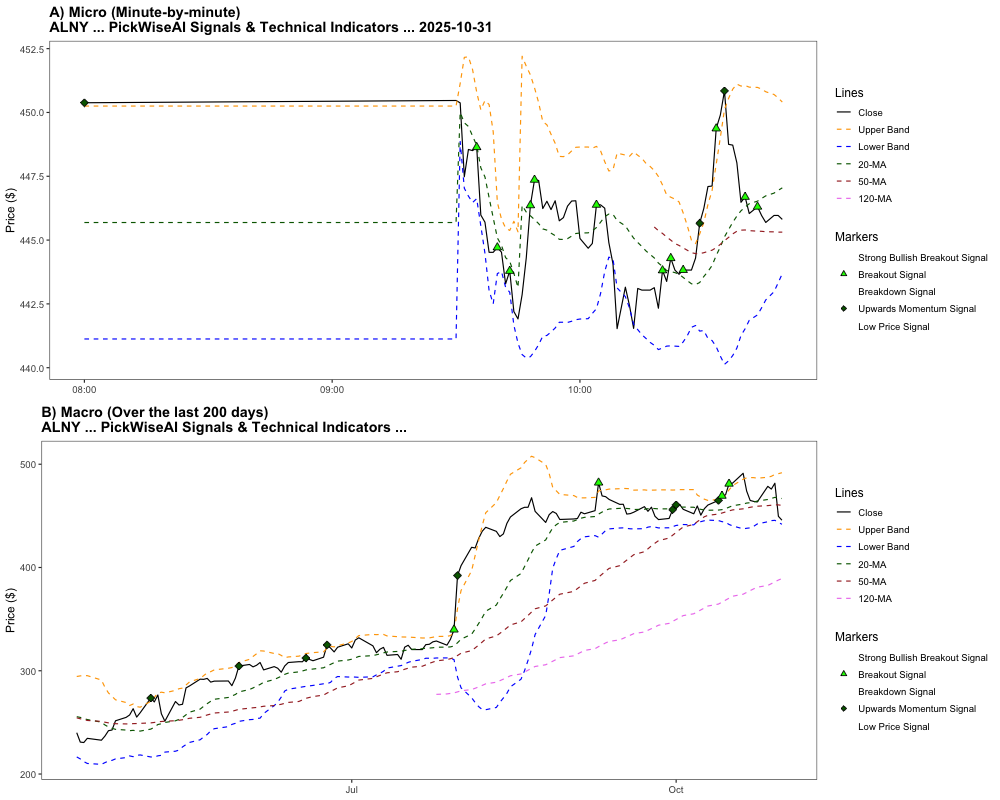 A) Micro (Minute-by-minute)
ALNY ... PickWiseAI Signals & Technical Indicators ... 2025-10-31
Price ($)
452.5
450.0
447.5
445.0
442.5
440.0
08:00
09:00
10:00
Lines
Close
Upper Band
Lower Band
20-MA
50-MA
120-MA
Markers
Strong Bullish Breakout Signal
Breakout Signal
Breakdown Signal
Upwards Momentum Signal
Low Price Signal
B) Macro (Over the last 200 days)
ALNY ... PickWiseAI Signals & Technical Indicators ...
Price ($)
500
400
300
200
Jul
Oct
Lines
Close
Upper Band
Lower Band
20-MA
50-MA
120-MA
Markers
Strong Bullish Breakout Signal
Breakout Signal
Breakdown Signal
Upwards Momentum Signal
Low Price Signal